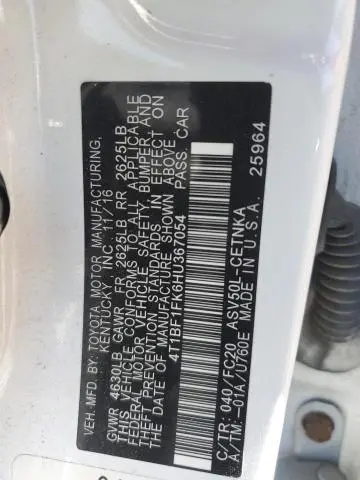 VEH. MFD. BY: TOYOTA MOTOR MANUFACTURING,
KENTUCKY, INC. 11/16
GVWR 4630LB GAWR FR 2625LB RR 2625LB
THIS VEHICLE CONFORMS TO ALL APPLICABLE
FEDERAL MOTOR VEHICLE SAFETY, BUMPER, AND
THEFT PREVENTION STANDARDS IN EFFECT ON
THE DATE OF MANUFACTURE SHOWN ABOVE.
4T1BF1FK6HU367054 PASS. CAR
C/TR: 040/FC20 ASV50L-CETNKA
A/TM: -01A/U760E MADE IN U.S.A. 25964